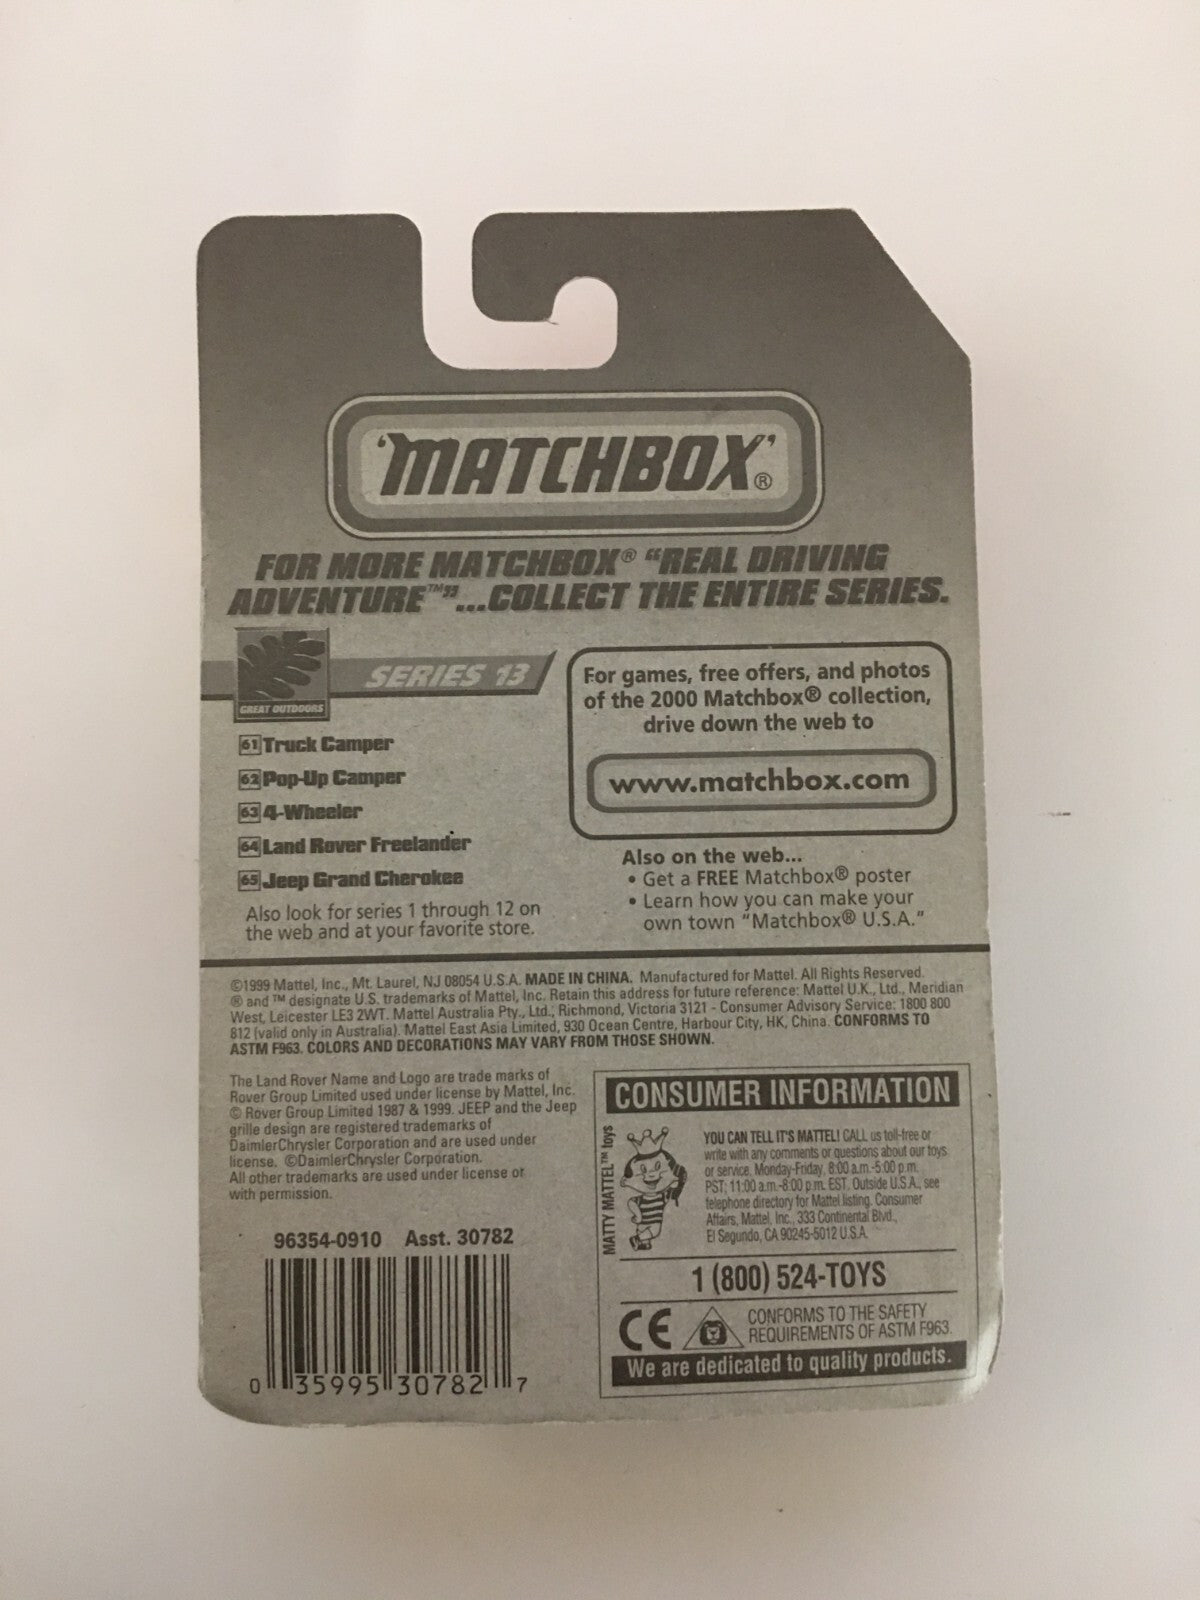 'MATCHBOX'®
FOR MORE MATCHBOX® "REAL DRIVING
ADVENTURE™"...COLLECT THE ENTIRE SERIES.
GREAT OUTDOORS
SERIES 13
61 Truck Camper
62 Pop-Up Camper
63 4-Wheeler
64 Land Rover Freelander
65 Jeep Grand Cherokee
Also look for series 1 through 12 on
the web and at your favorite store.
For games, free offers, and photos
of the 2000 Matchbox® collection,
drive down the web to
www.matchbox.com
Also on the web...
• Get a FREE Matchbox® poster
• Learn how you can make your
own town "Matchbox® U.S.A."
©1999 Mattel, Inc., Mt. Laurel, NJ 08054 U.S.A. MADE IN CHINA. Manufactured for Mattel. All Rights Reserved.
® and ™ designate U.S. trademarks of Mattel, Inc. Retain this address for future reference: Mattel U.K., Ltd., Meridian
West, Leicester LE3 2WT. Mattel Australia Pty., Ltd., Richmond, Victoria 3121 - Consumer Advisory Service: 1800 800
812 (valid only in Australia). Mattel East Asia Limited, 930 Ocean Centre, Harbour City, HK, China. CONFORMS TO
ASTM F963. COLORS AND DECORATIONS MAY VARY FROM THOSE SHOWN.
The Land Rover Name and Logo are trade marks of
Rover Group Limited used under license by Mattel, Inc.
© Rover Group Limited 1987 & 1999. JEEP and the Jeep
grille design are registered trademarks of
DaimlerChrysler Corporation and are used under
license. ©DaimlerChrysler Corporation.
All other trademarks are used under license or
with permission.
96354-0910 Asst. 30782
0 35995 30782 7
CONSUMER INFORMATION
MATTY MATTEL™ toys
YOU CAN TELL IT'S MATTEL! CALL us toll-free or
write with any comments or questions about our toys
or service, Monday-Friday, 8:00 a.m.-5:00 p.m.
PST; 11:00 a.m.-8:00 p.m. EST. Outside U.S.A., see
telephone directory for Mattel listing. Consumer
Affairs, Mattel, Inc., 333 Continental Blvd.,
El Segundo, CA 90245-5012 U.S.A.
1 (800) 524-TOYS
CE
CONFORMS TO THE SAFETY
REQUIREMENTS OF ASTM F963.
We are dedicated to quality products.